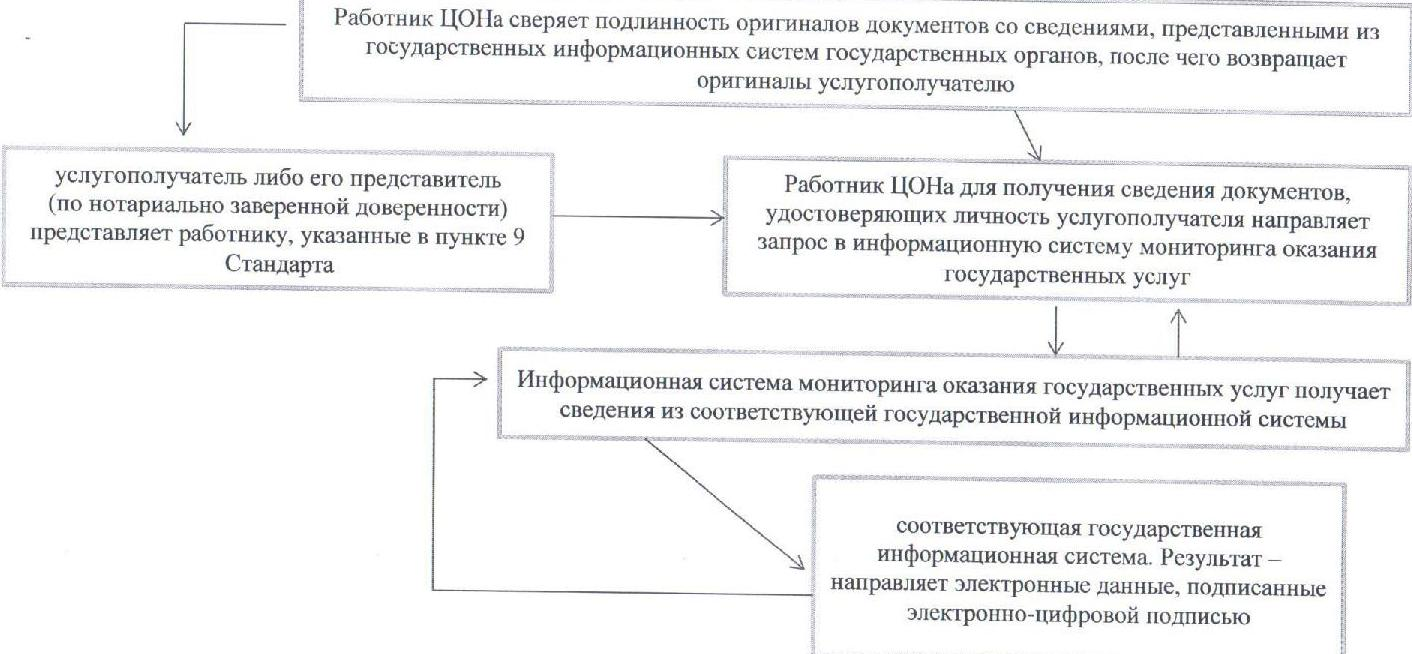 Работник ЦОНа сверяет подлинность оригиналов документов со сведениями, представленными из
государственных информационных систем государственных органов, после чего возвращает
оригиналы услугополучателю
услугополучатель либо его представитель
(по нотариально заверенной доверенности)
представляет работнику, указанные в пункте 9
Стандарта
Работник ЦОНа для получения сведения документов,
удостоверяющих личность услугополучателя направляет
запрос в информационную систему мониторинга оказания
государственных услуг
Информационная система мониторинга оказания государственных услуг получает
сведения из соответствующей государственной информационной системы
соответствующая государственная
информационная система. Результат –
направляет электронные данные, подписанные
электронно-цифровой подписью